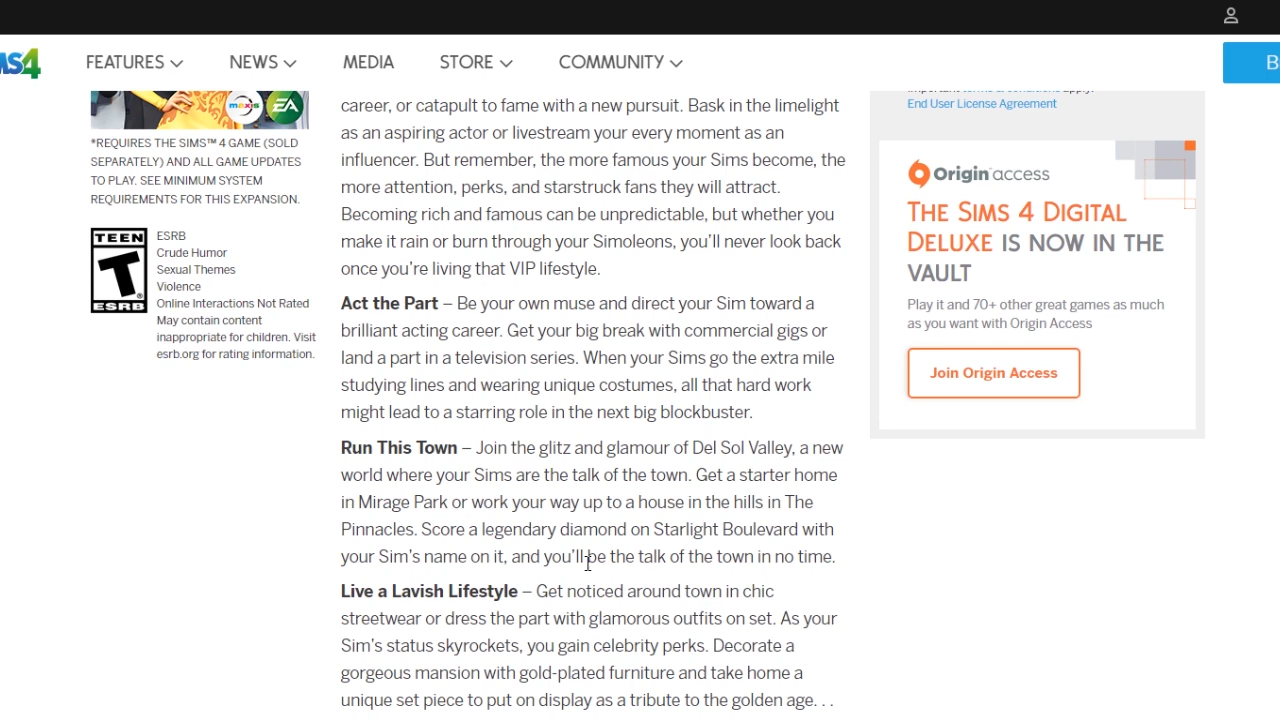 MS4
FEATURES
NEWS
MEDIA
STORE
COMMUNITY
B
maxis
EA
*REQUIRES THE SIMS™ 4 GAME (SOLD
SEPARATELY) AND ALL GAME UPDATES
TO PLAY. SEE MINIMUM SYSTEM
REQUIREMENTS FOR THIS EXPANSION.
TEEN
T
ESRB
ESRB
Crude Humor
Sexual Themes
Violence
Online Interactions Not Rated
May contain content
inappropriate for children. Visit
esrb.org for rating information.
career, or catapult to fame with a new pursuit. Bask in the limelight
as an aspiring actor or livestream your every moment as an
influencer. But remember, the more famous your Sims become, the
more attention, perks, and starstruck fans they will attract.
Becoming rich and famous can be unpredictable, but whether you
make it rain or burn through your Simoleons, you’ll never look back
once you’re living that VIP lifestyle.
Act the Part – Be your own muse and direct your Sim toward a
brilliant acting career. Get your big break with commercial gigs or
land a part in a television series. When your Sims go the extra mile
studying lines and wearing unique costumes, all that hard work
might lead to a starring role in the next big blockbuster.
Run This Town – Join the glitz and glamour of Del Sol Valley, a new
world where your Sims are the talk of the town. Get a starter home
in Mirage Park or work your way up to a house in the hills in The
Pinnacles. Score a legendary diamond on Starlight Boulevard with
your Sim’s name on it, and you’ll be the talk of the town in no time.
Live a Lavish Lifestyle – Get noticed around town in chic
streetwear or dress the part with glamorous outfits on set. As your
Sim’s status skyrockets, you gain celebrity perks. Decorate a
gorgeous mansion with gold-plated furniture and take home a
unique set piece to put on display as a tribute to the golden age. . .
important terms & conditions apply.
End User License Agreement
Origin™access
THE SIMS 4 DIGITAL
DELUXE IS NOW IN THE
VAULT
Play it and 70+ other great games as much
as you want with Origin Access
Join Origin Access